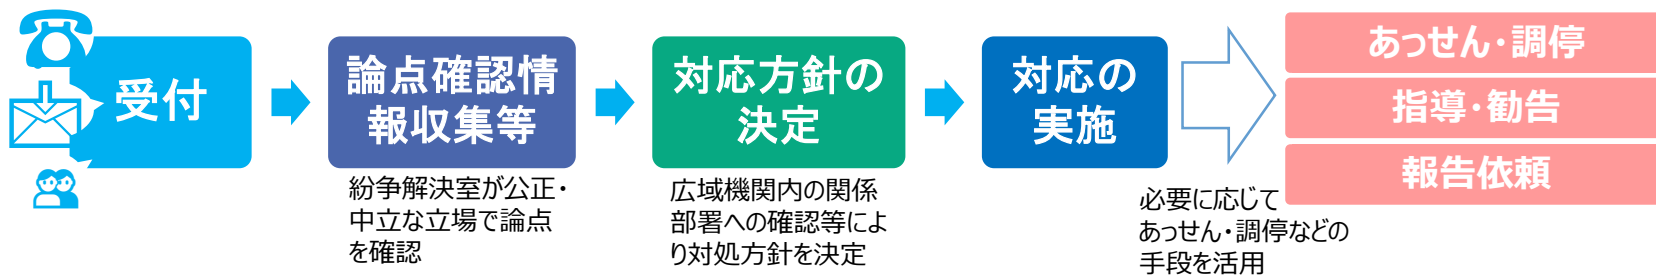 受付
論点確認情
報収集等
紛争解決室が公正・
中立な立場で論点
を確認
対応方針の
決定
広域機関内の関係
部署への確認等によ
り対処方針を決定
対応の
実施
必要に応じて
あっせん・調停などの
手段を活用
あっせん・調停
指導・勧告
報告依頼